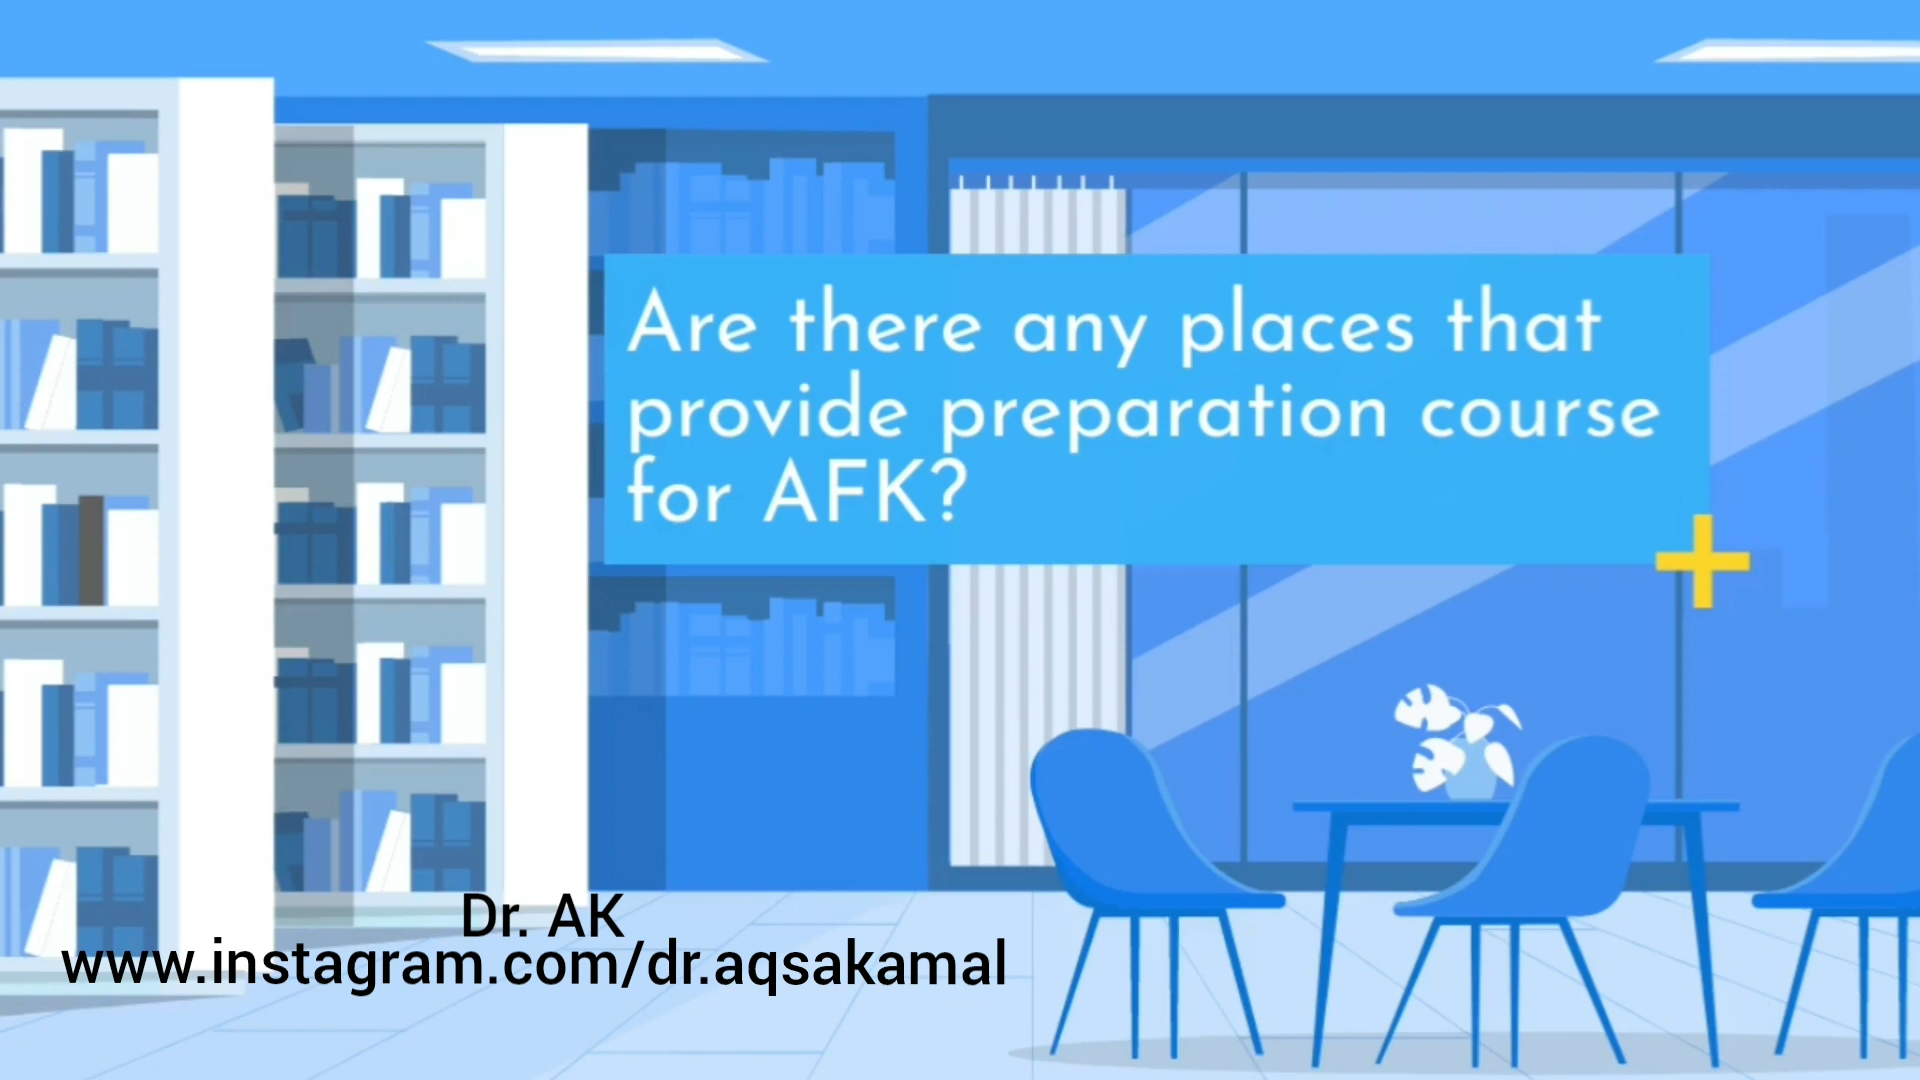 Are there any places that
provide preparation course
for AFK?
Dr. AK
www.instagram.com/dr.aqsakamal